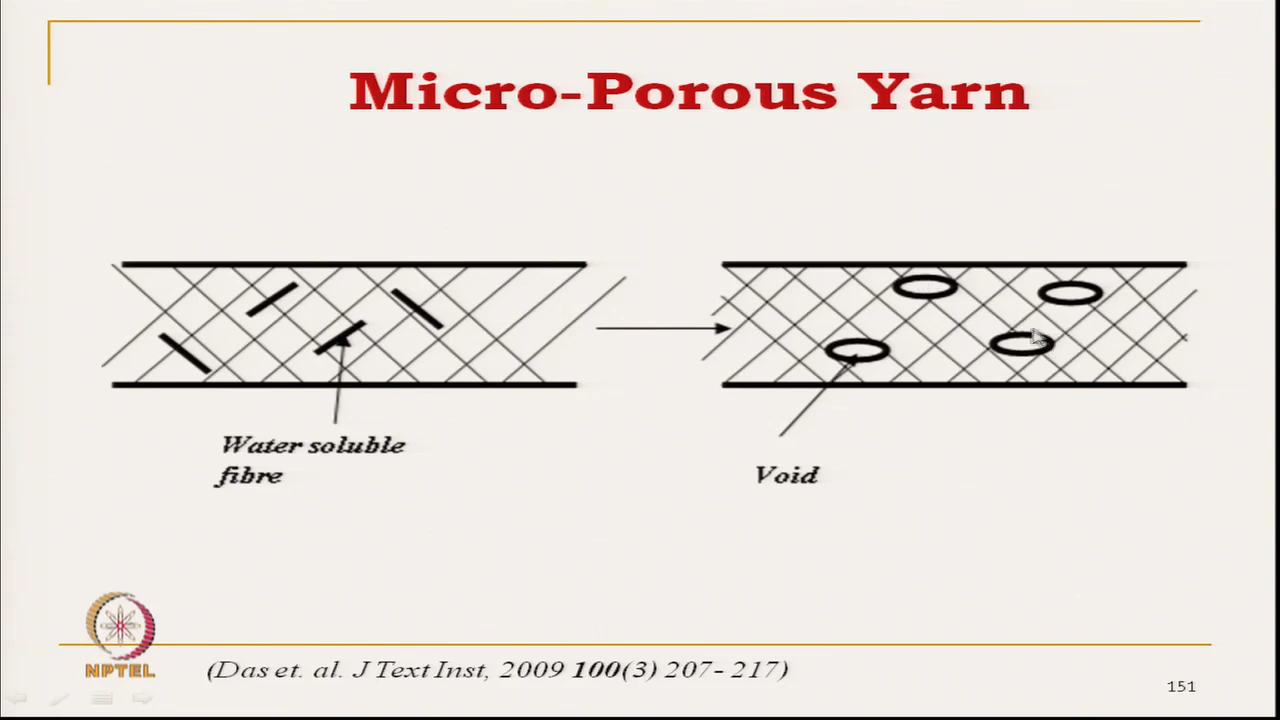 Micro-Porous Yarn
Water soluble
fibre
Void
NPTEL
(Das et. al. J Text Inst, 2009 100(3) 207- 217)
151